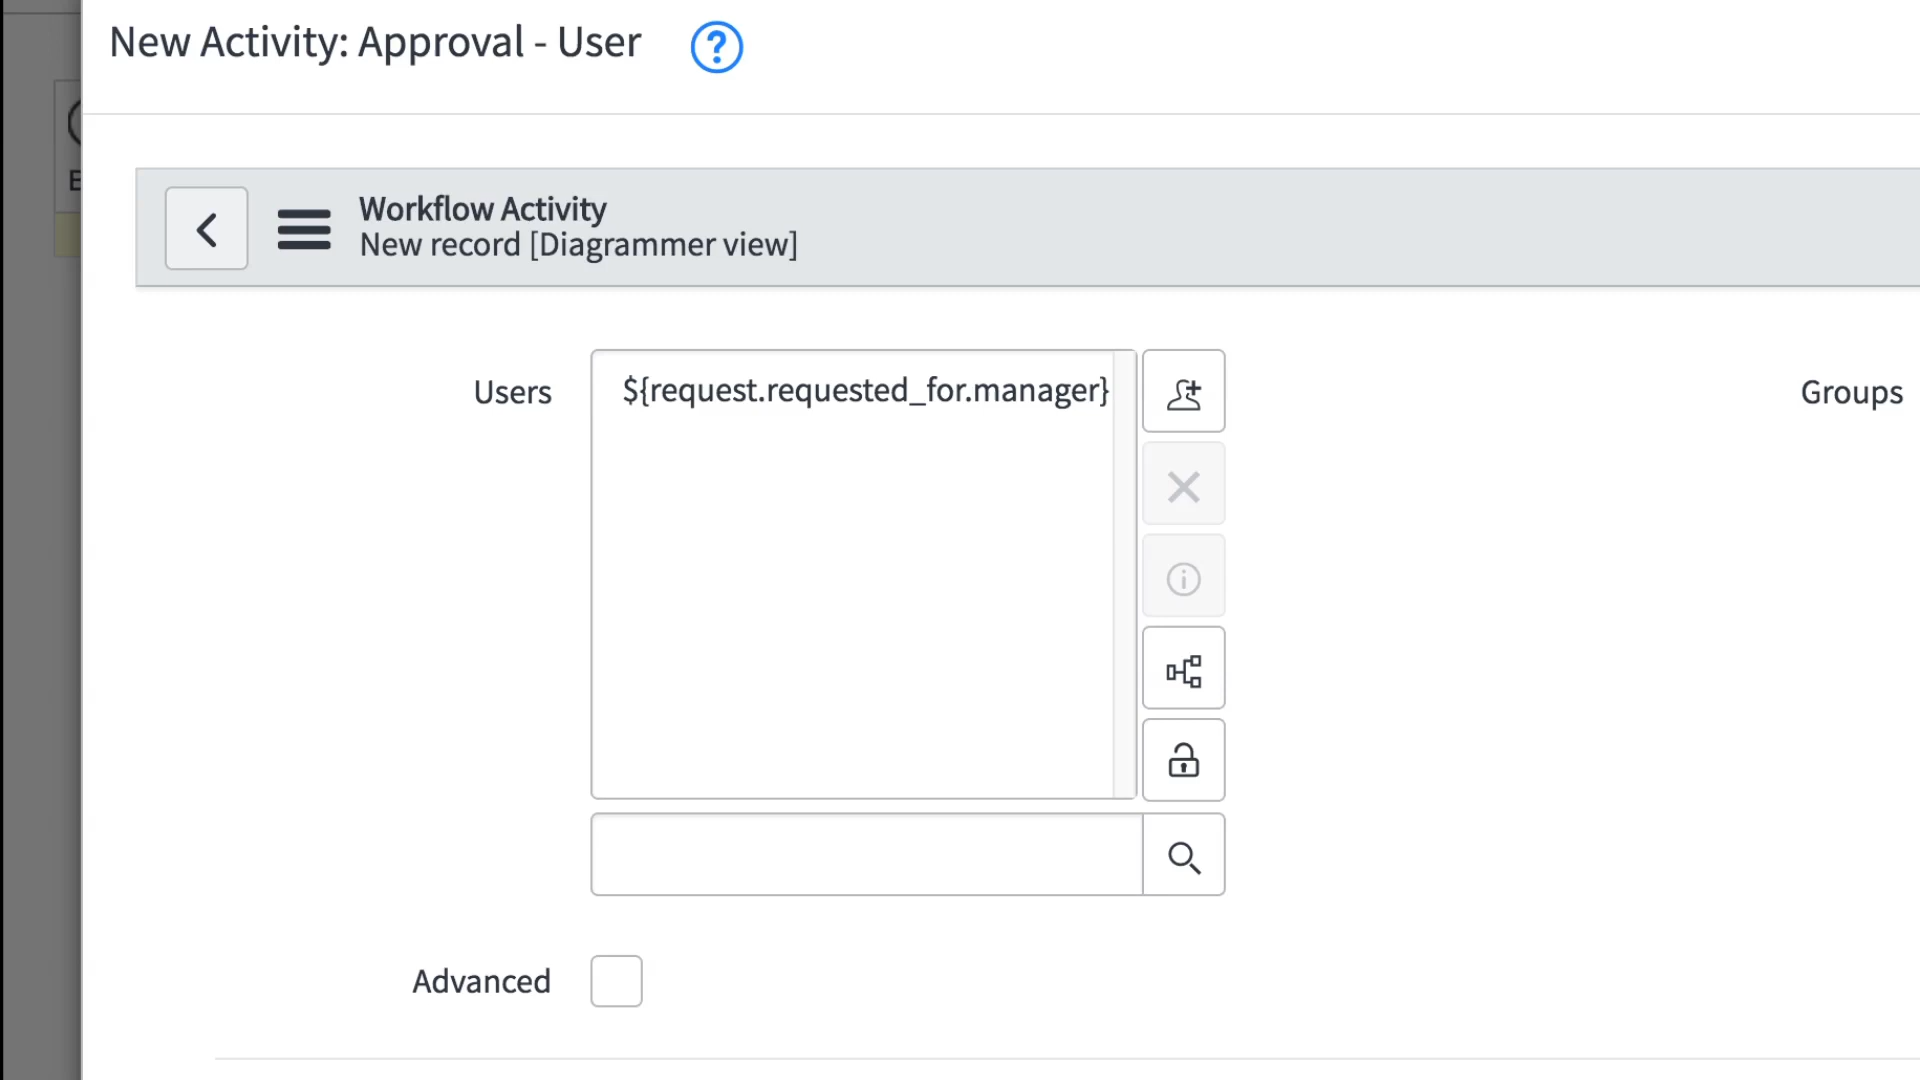 New Activity: Approval - User
Workflow Activity
New record [Diagrammer view]
Users
${request.requested_for.manager}
Groups
Advanced